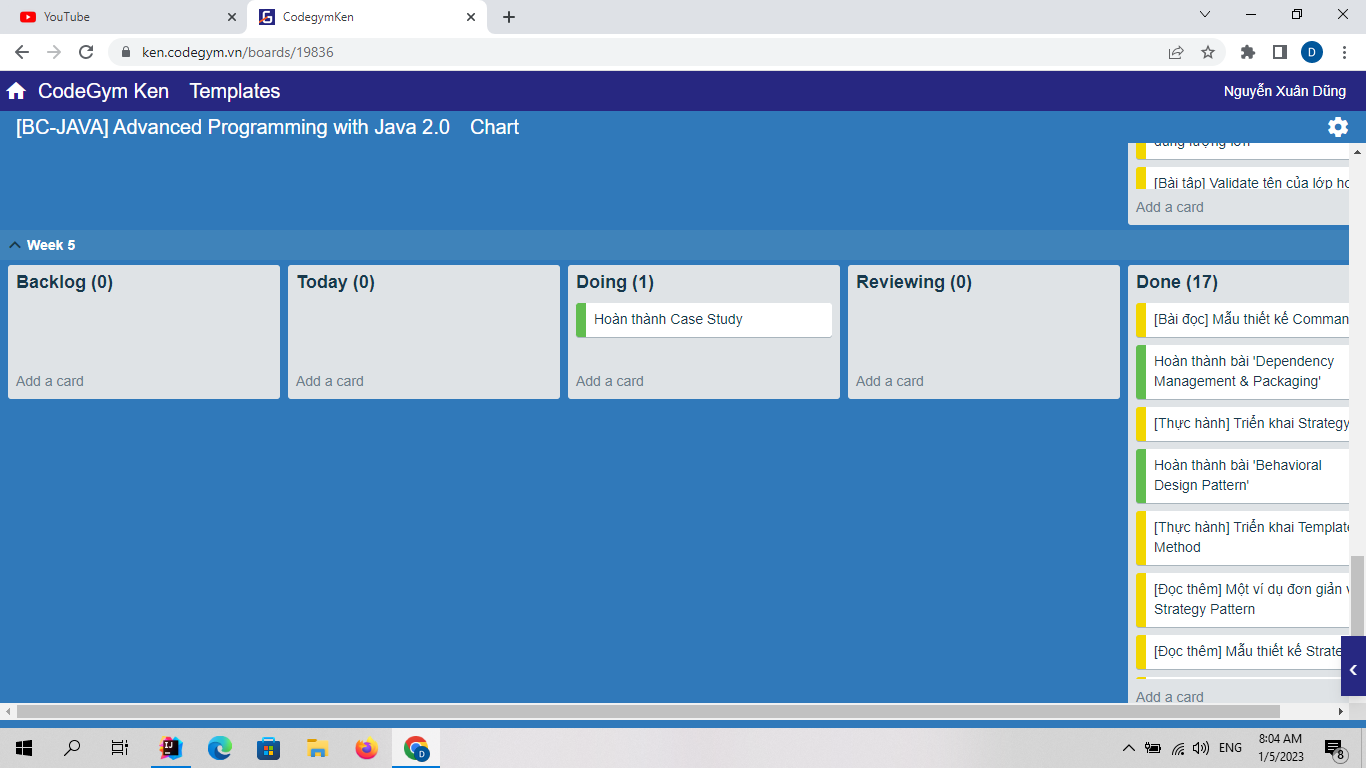 YouTube
CodegymKen
ken.codegym.vn/boards/19836
D
CodeGym Ken
Templates
Nguyễn Xuân Dũng
[BC-JAVA] Advanced Programming with Java 2.0
Chart
dung lượng lớn
[Bài tập] Validate tên của lớp họ
Add a card
Week 5
Backlog (0)
Today (0)
Doing (1)
Reviewing (0)
Done (17)
Hoàn thành Case Study
Add a card
Add a card
Add a card
Add a card
[Bài đọc] Mẫu thiết kế Comman
Hoàn thành bài 'Dependency
Management & Packaging'
[Thực hành] Triển khai Strategy
Hoàn thành bài 'Behavioral
Design Pattern'
[Thực hành] Triển khai Template
Method
[Đọc thêm] Một ví dụ đơn giản v
Strategy Pattern
[Đọc thêm] Mẫu thiết kế Strate
Add a card
ENG
8:04 AM
1/5/2023
8